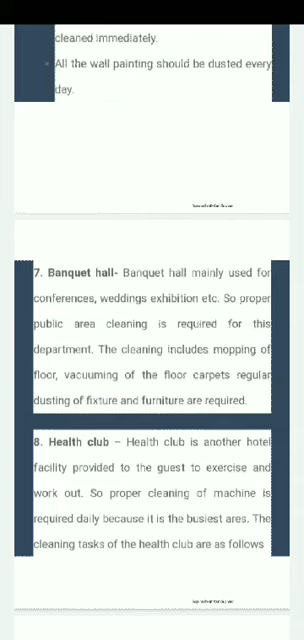 cleaned immediately.
All the wall painting should be dusted every
day.
7. Banquet hall- Banquet hall mainly used for
conferences, weddings exhibition etc. So proper
public area cleaning is required for this
department. The cleaning includes mopping of
floor, vacuuming of the floor carpets regular
dusting of fixture and furniture are required.
8. Health club – Health club is another hotel
facility provided to the guest to exercise and
work out. So proper cleaning of machine is
required daily because it is the busiest ares. The
cleaning tasks of the health club are as follows